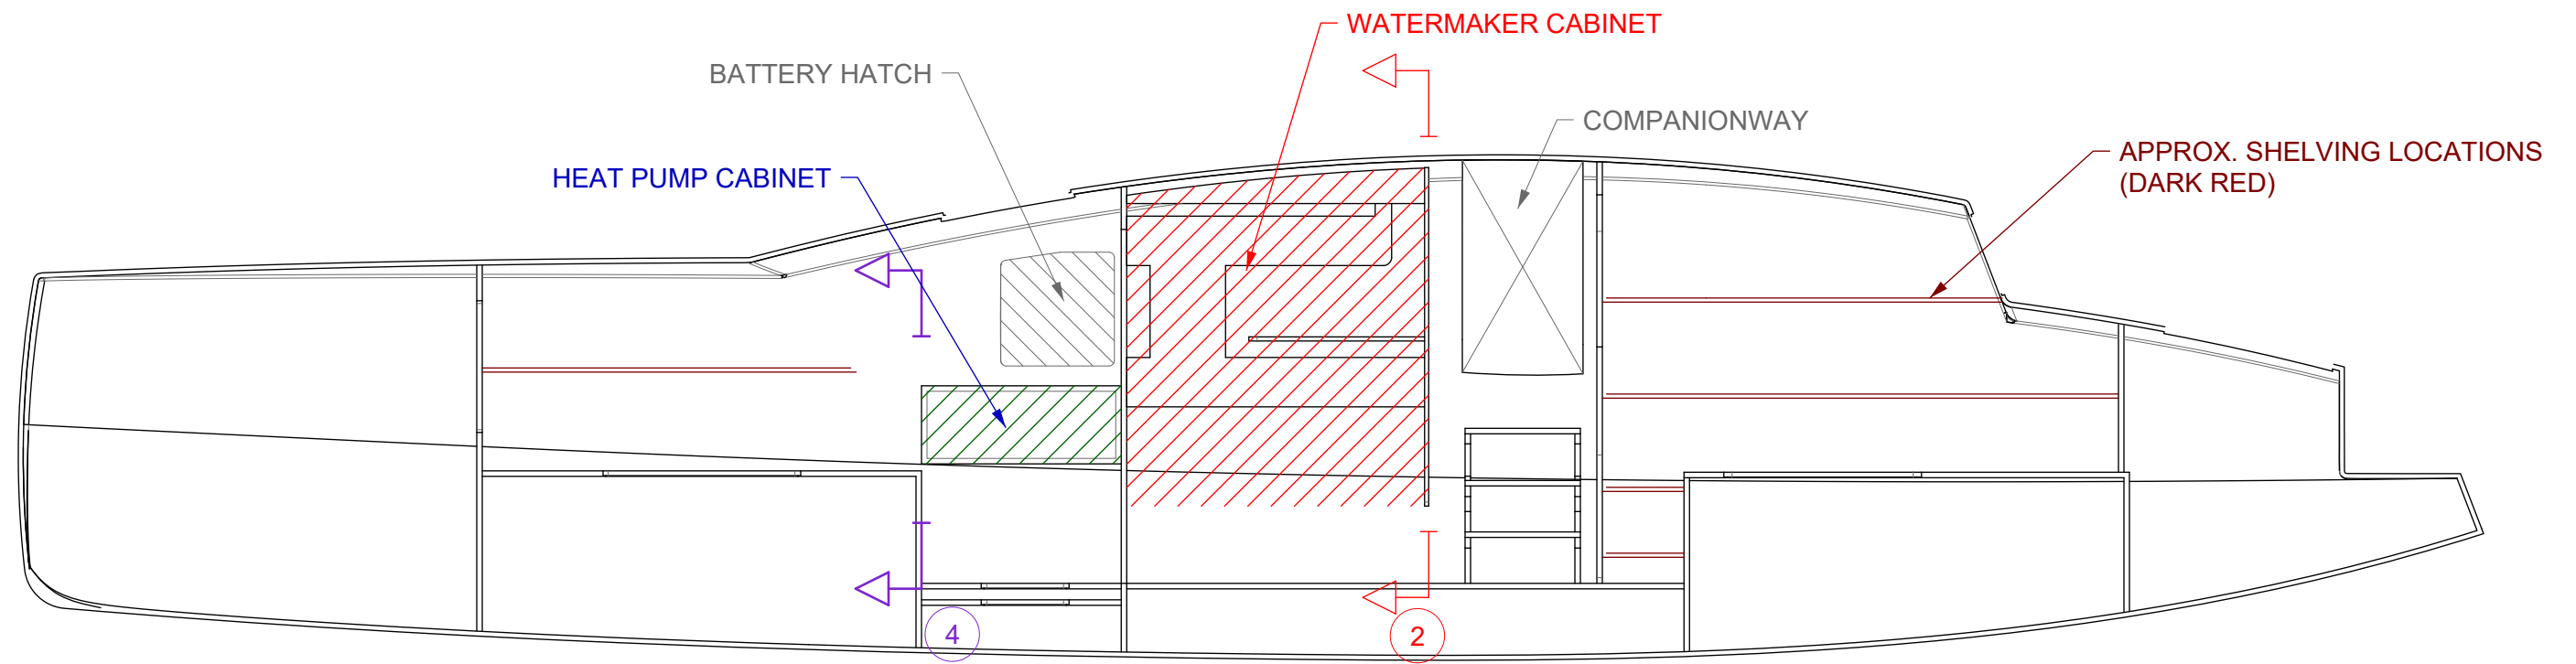 WATERMAKER CABINET
BATTERY HATCH
COMPANIONWAY
APPROX. SHELVING LOCATIONS
(DARK RED)
HEAT PUMP CABINET
4
2